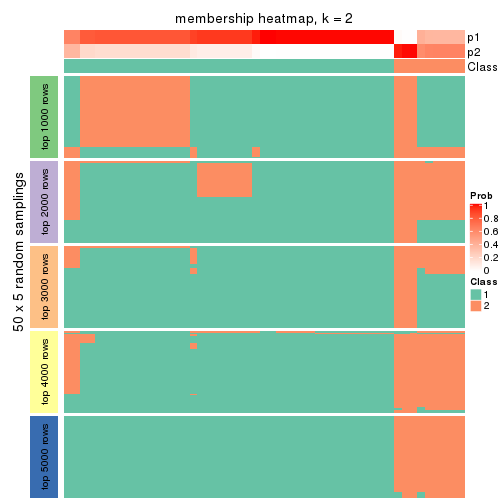 membership heatmap, k = 2
p1
p2
Class
50 x 5 random samplings
top 1000 rows
top 2000 rows
top 3000 rows
top 4000 rows
top 5000 rows
Prob
1
0.8
0.6
0.4
0.2
0
Class
1
2